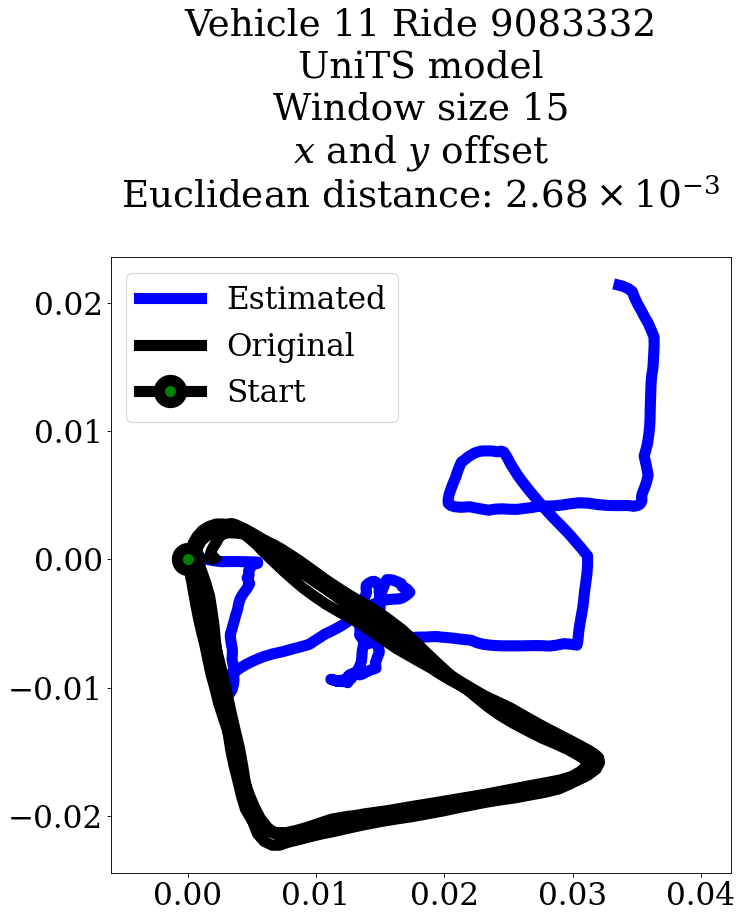 Vehicle 11 Ride 9083332
UniTS model
Window size 15
x and y offset
Euclidean distance: 2.68 × 10⁻³
Estimated
Original
Start
0.02
0.01
0.00
−0.01
−0.02
0.00 0.01 0.02 0.03 0.04